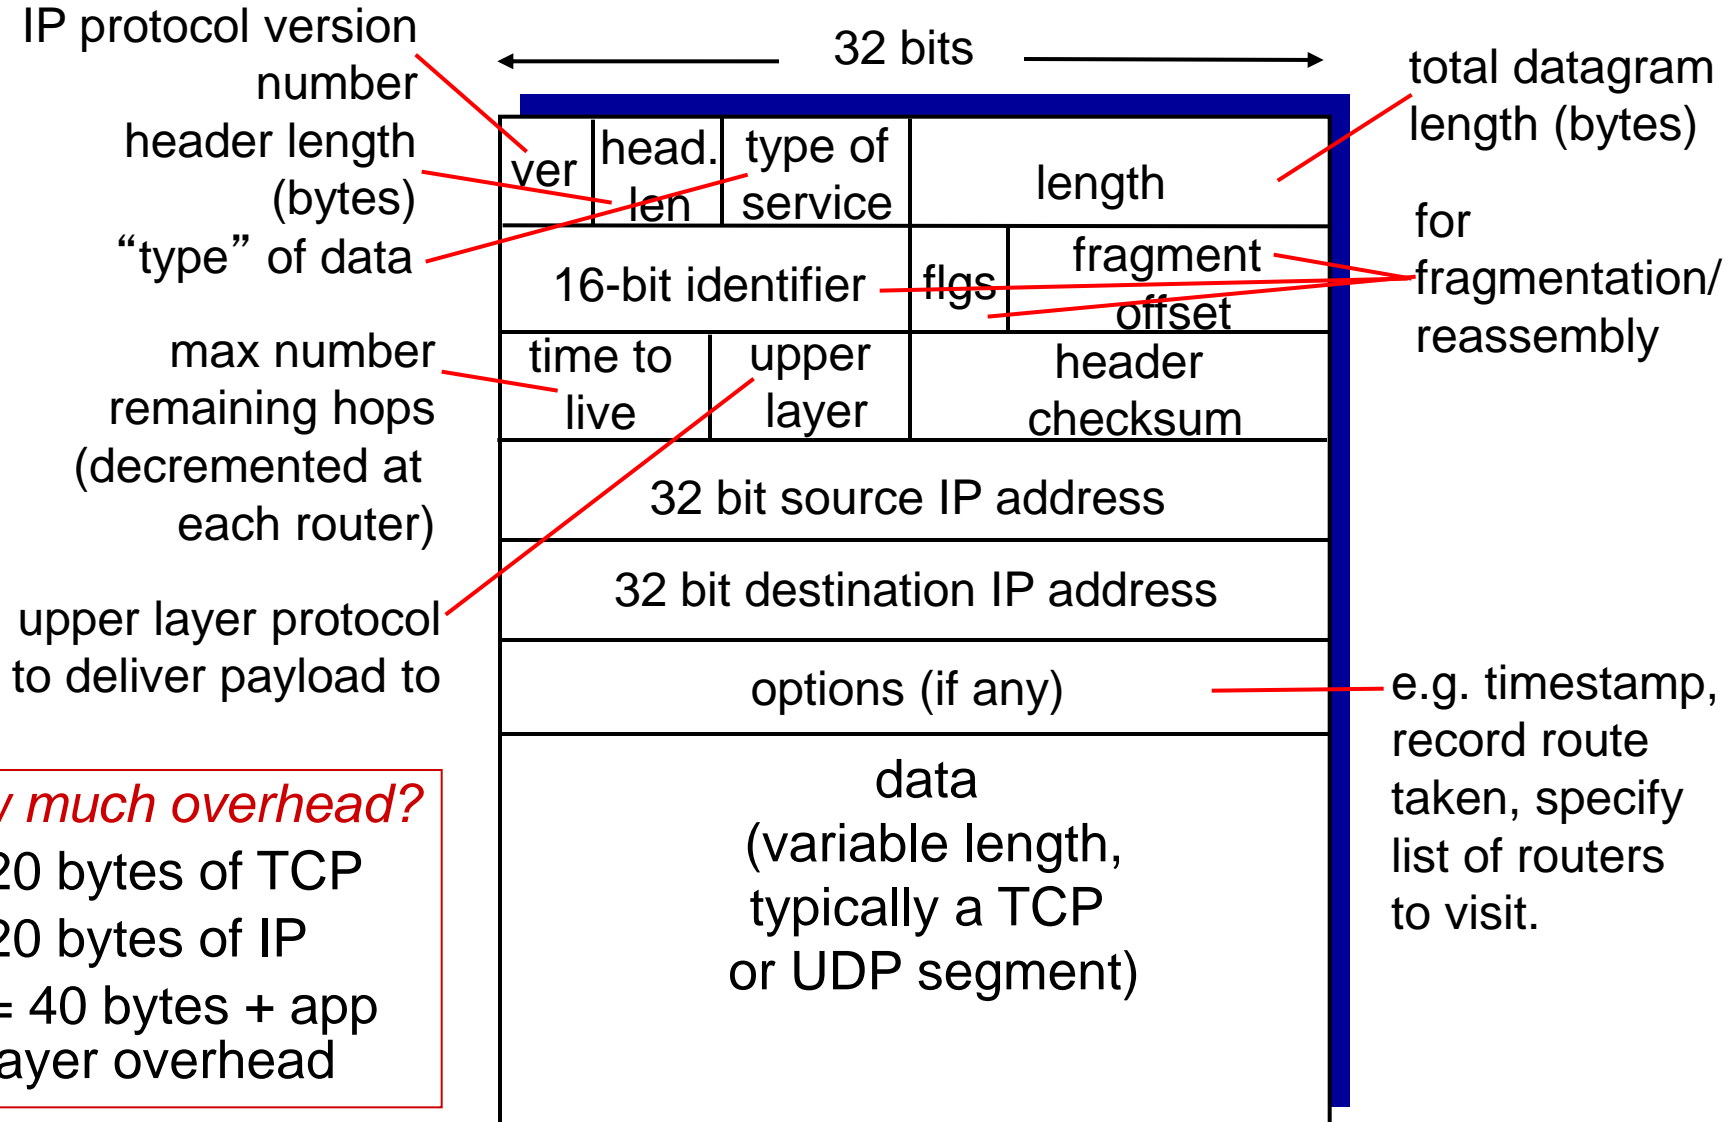 IP protocol version
number
header length
(bytes)
“type” of data
max number
remaining hops
(decremented at
each router)
upper layer protocol
to deliver payload to
much overhead?
20 bytes of TCP
20 bytes of IP
= 40 bytes + app
overhead
32 bits
ver
head.
len
type of
service
length
16-bit identifier
flgs
fragment
offset
time to
live
upper
layer
header
checksum
32 bit source IP address
32 bit destination IP address
options (if any)
data
(variable length,
typically a TCP
or UDP segment)
total datagram
length (bytes)
for
fragmentation/
reassembly
e.g. timestamp,
record route
taken, specify
list of routers
to visit.